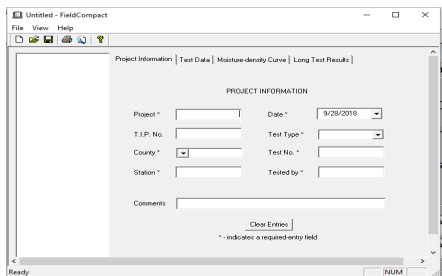 Untitled - FieldCompact
File View Help
Project Information Test Data Moisture-density Curve Long Test Results
PROJECT INFORMATION
Project * Date * 9/28/2018
T.I.P. No. Test Type *
County * Test No. *
Station * Tested by *
Comments
Clear Entries
* - indicates a required-entry field
Ready NUM